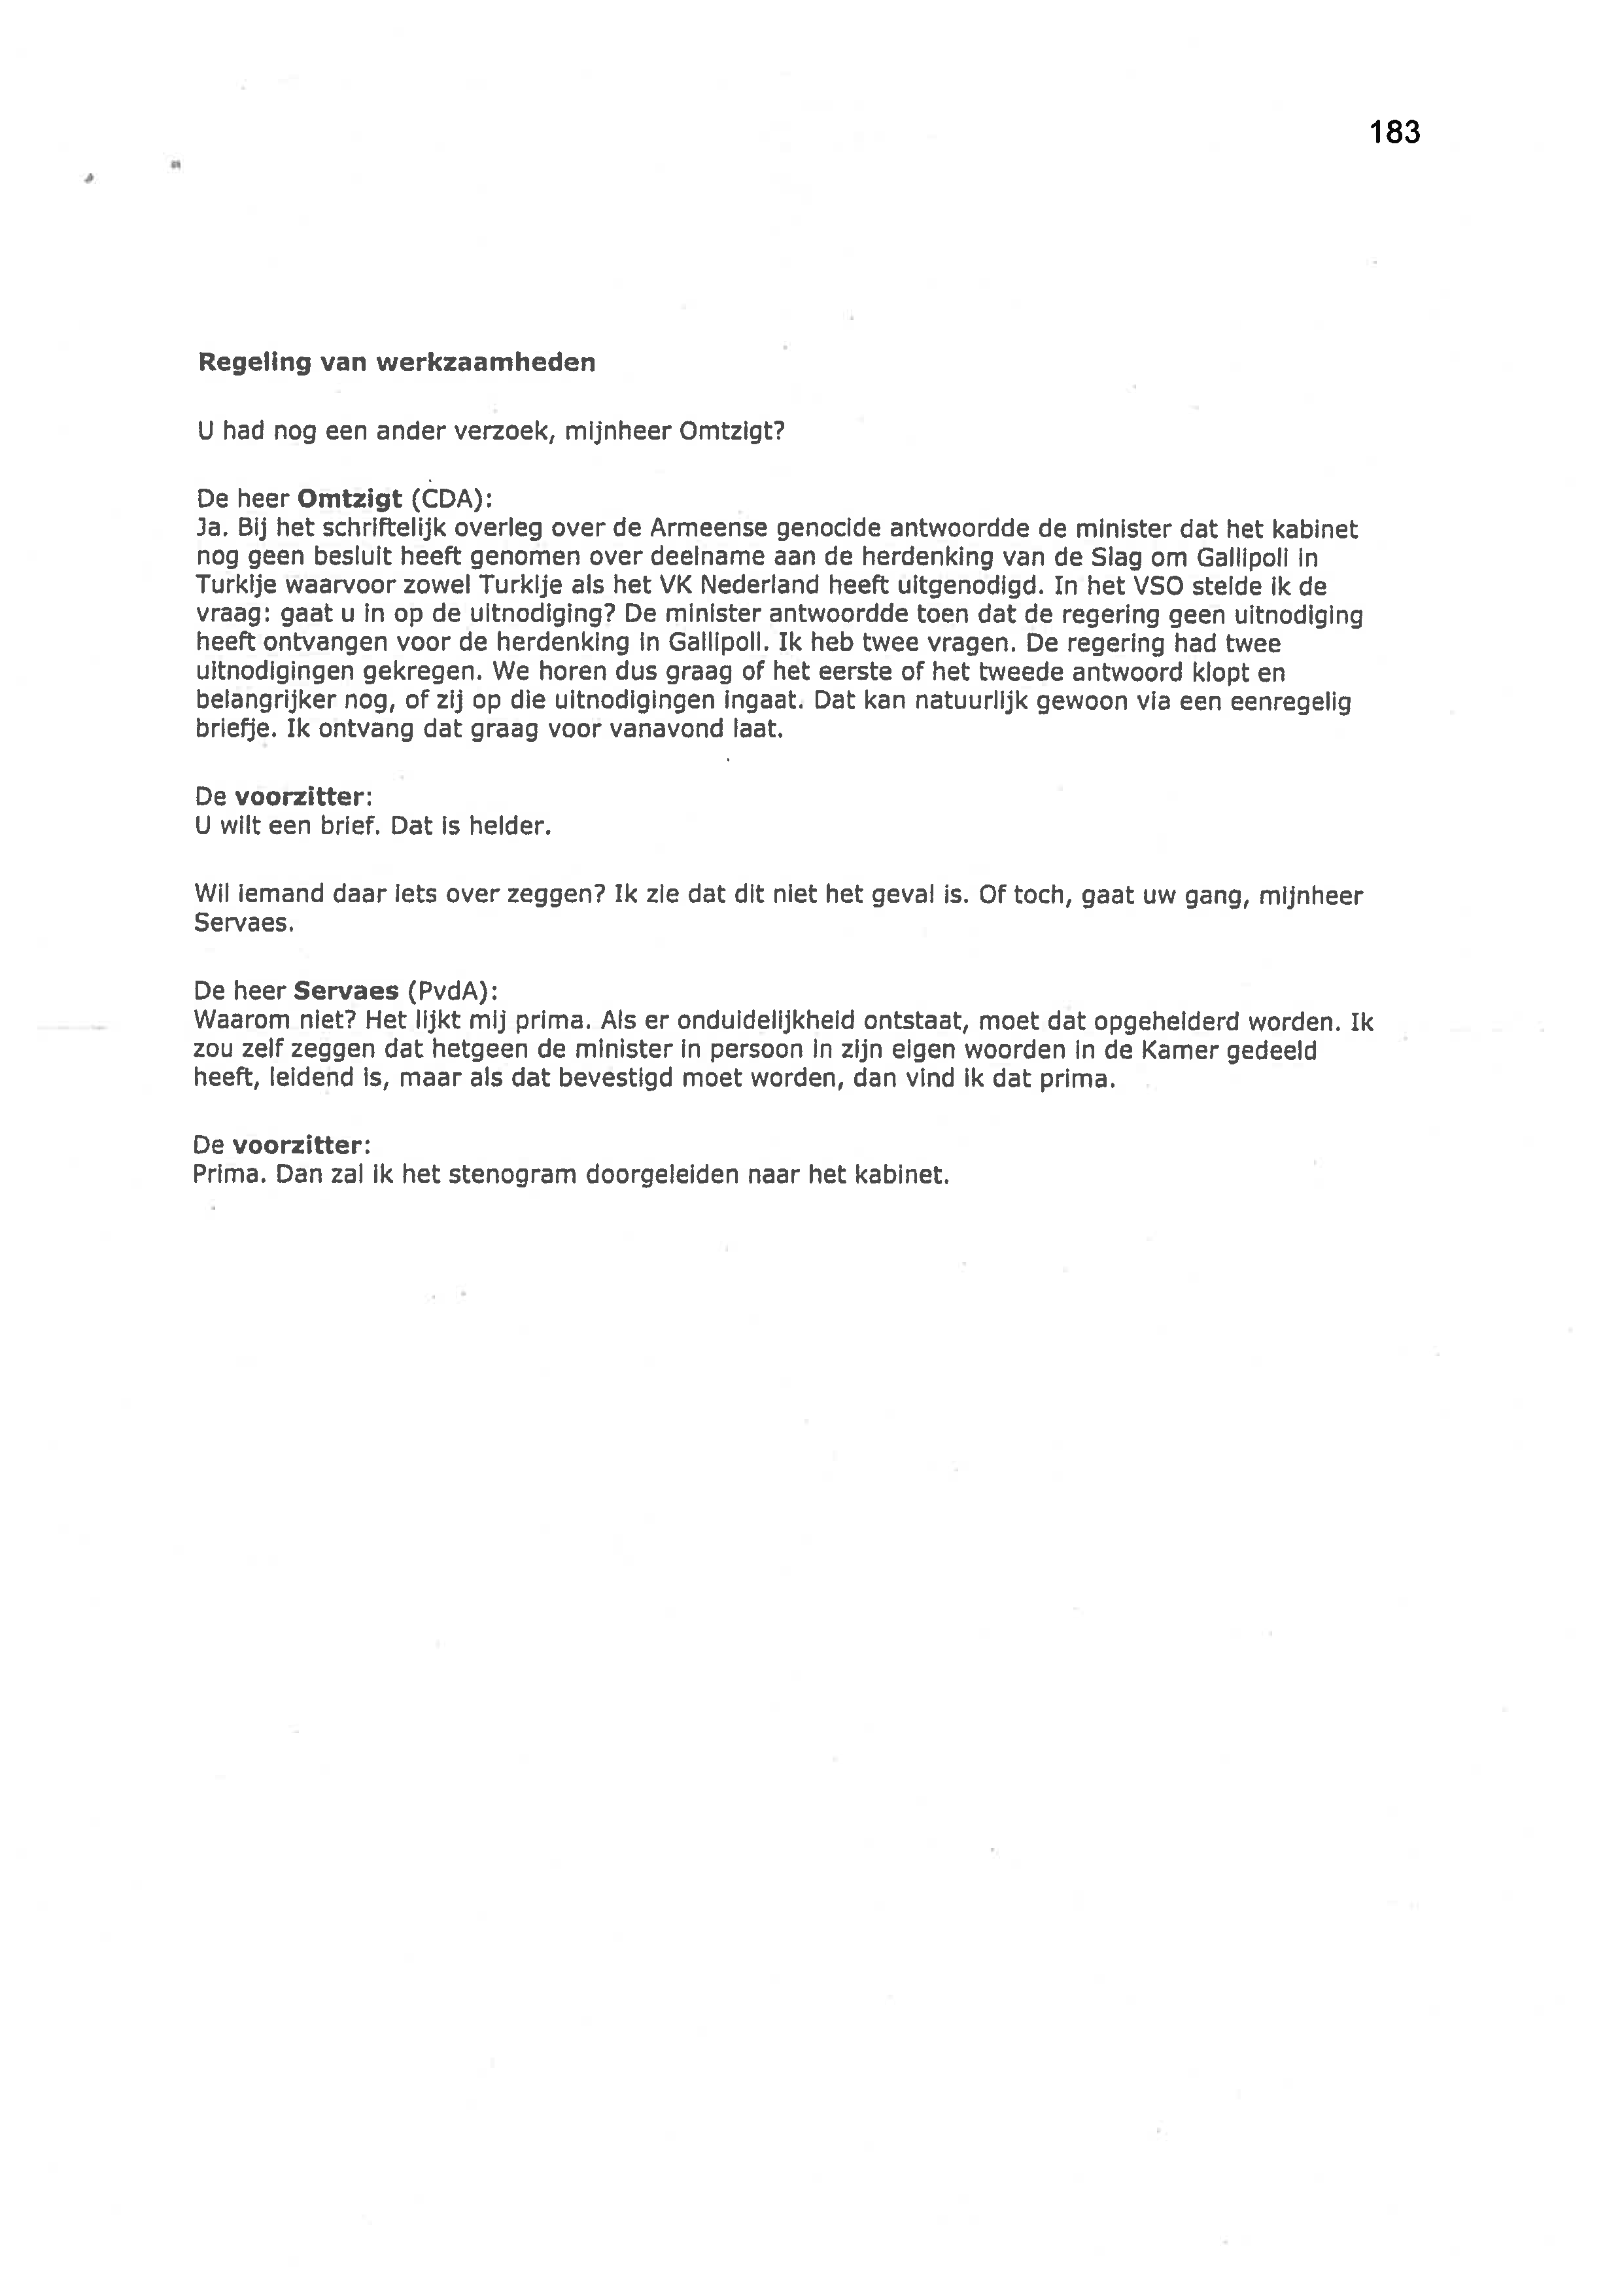 183
Regeling van werkzaamheden
U had nog een ander verzoek, mijnheer Omtzigt?
De heer Omtzigt (CDA):
Ja. Bij het schriftelijk overleg over de Armeense genocide antwoordde de minister dat het kabinet
nog geen besluit heeft genomen over deelname aan de herdenking van de Slag om Gallipoli in
Turkije waarvoor zowel Turkije als het VK Nederland heeft uitgenodigd. In het VSO stelde ik de
vraag: gaat u in op de uitnodiging? De minister antwoordde toen dat de regering geen uitnodiging
heeft ontvangen voor de herdenking in Gallipoli. Ik heb twee vragen. De regering had twee
uitnodigingen gekregen. We horen dus graag of het eerste of het tweede antwoord klopt en
belangrijker nog, of zij op die uitnodigingen ingaat. Dat kan natuurlijk gewoon via een eenregelig
briefje. Ik ontvang dat graag voor vanavond laat.
De voorzitter:
U wilt een brief. Dat is helder.
Wil iemand daar iets over zeggen? Ik zie dat dit niet het geval is. Of toch, gaat uw gang, mijnheer
Servaes.
De heer Servaes (PvdA):
Waarom niet? Het lijkt mij prima. Als er onduidelijkheid ontstaat, moet dat opgehelderd worden. Ik
zou zelf zeggen dat hetgeen de minister in persoon in zijn eigen woorden in de Kamer gedeeld
heeft, leidend is, maar als dat bevestigd moet worden, dan vind ik dat prima.
De voorzitter:
Prima. Dan zal ik het stenogram doorgeleiden naar het kabinet.